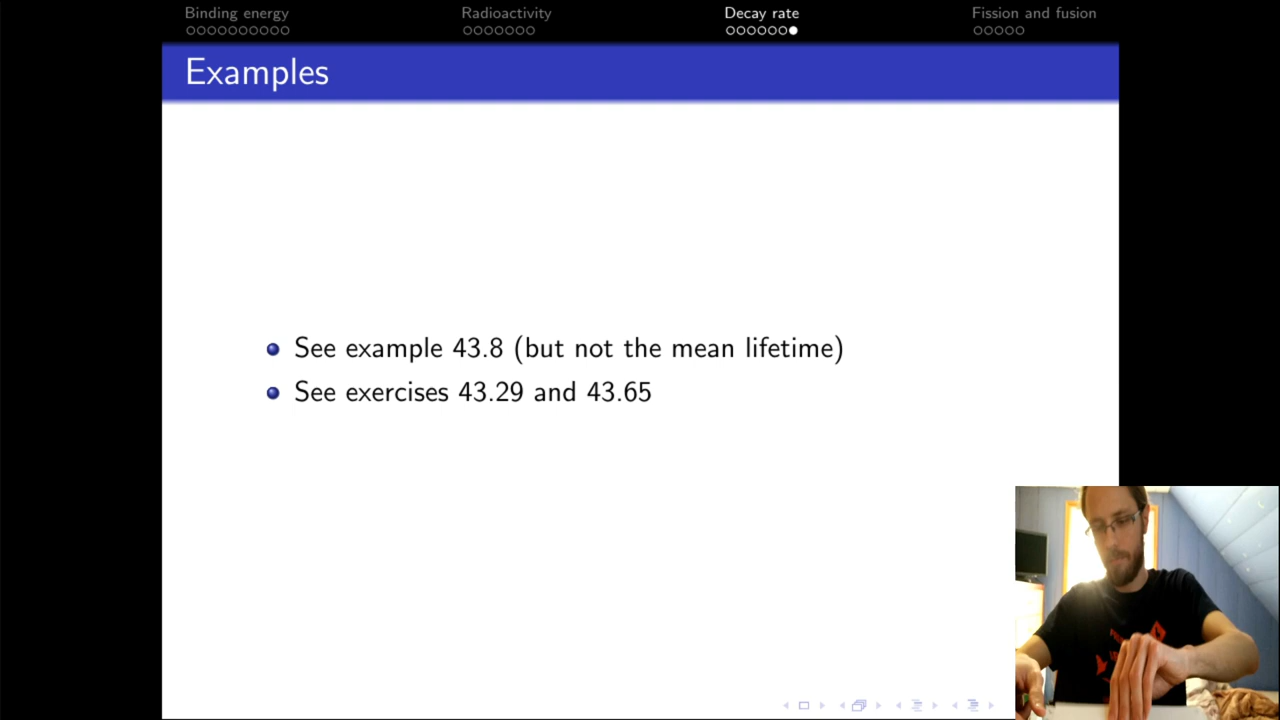 Binding energy Radioactivity Decay rate Fission and fusion
Examples
See example 43.8 (but not the mean lifetime)
See exercises 43.29 and 43.65